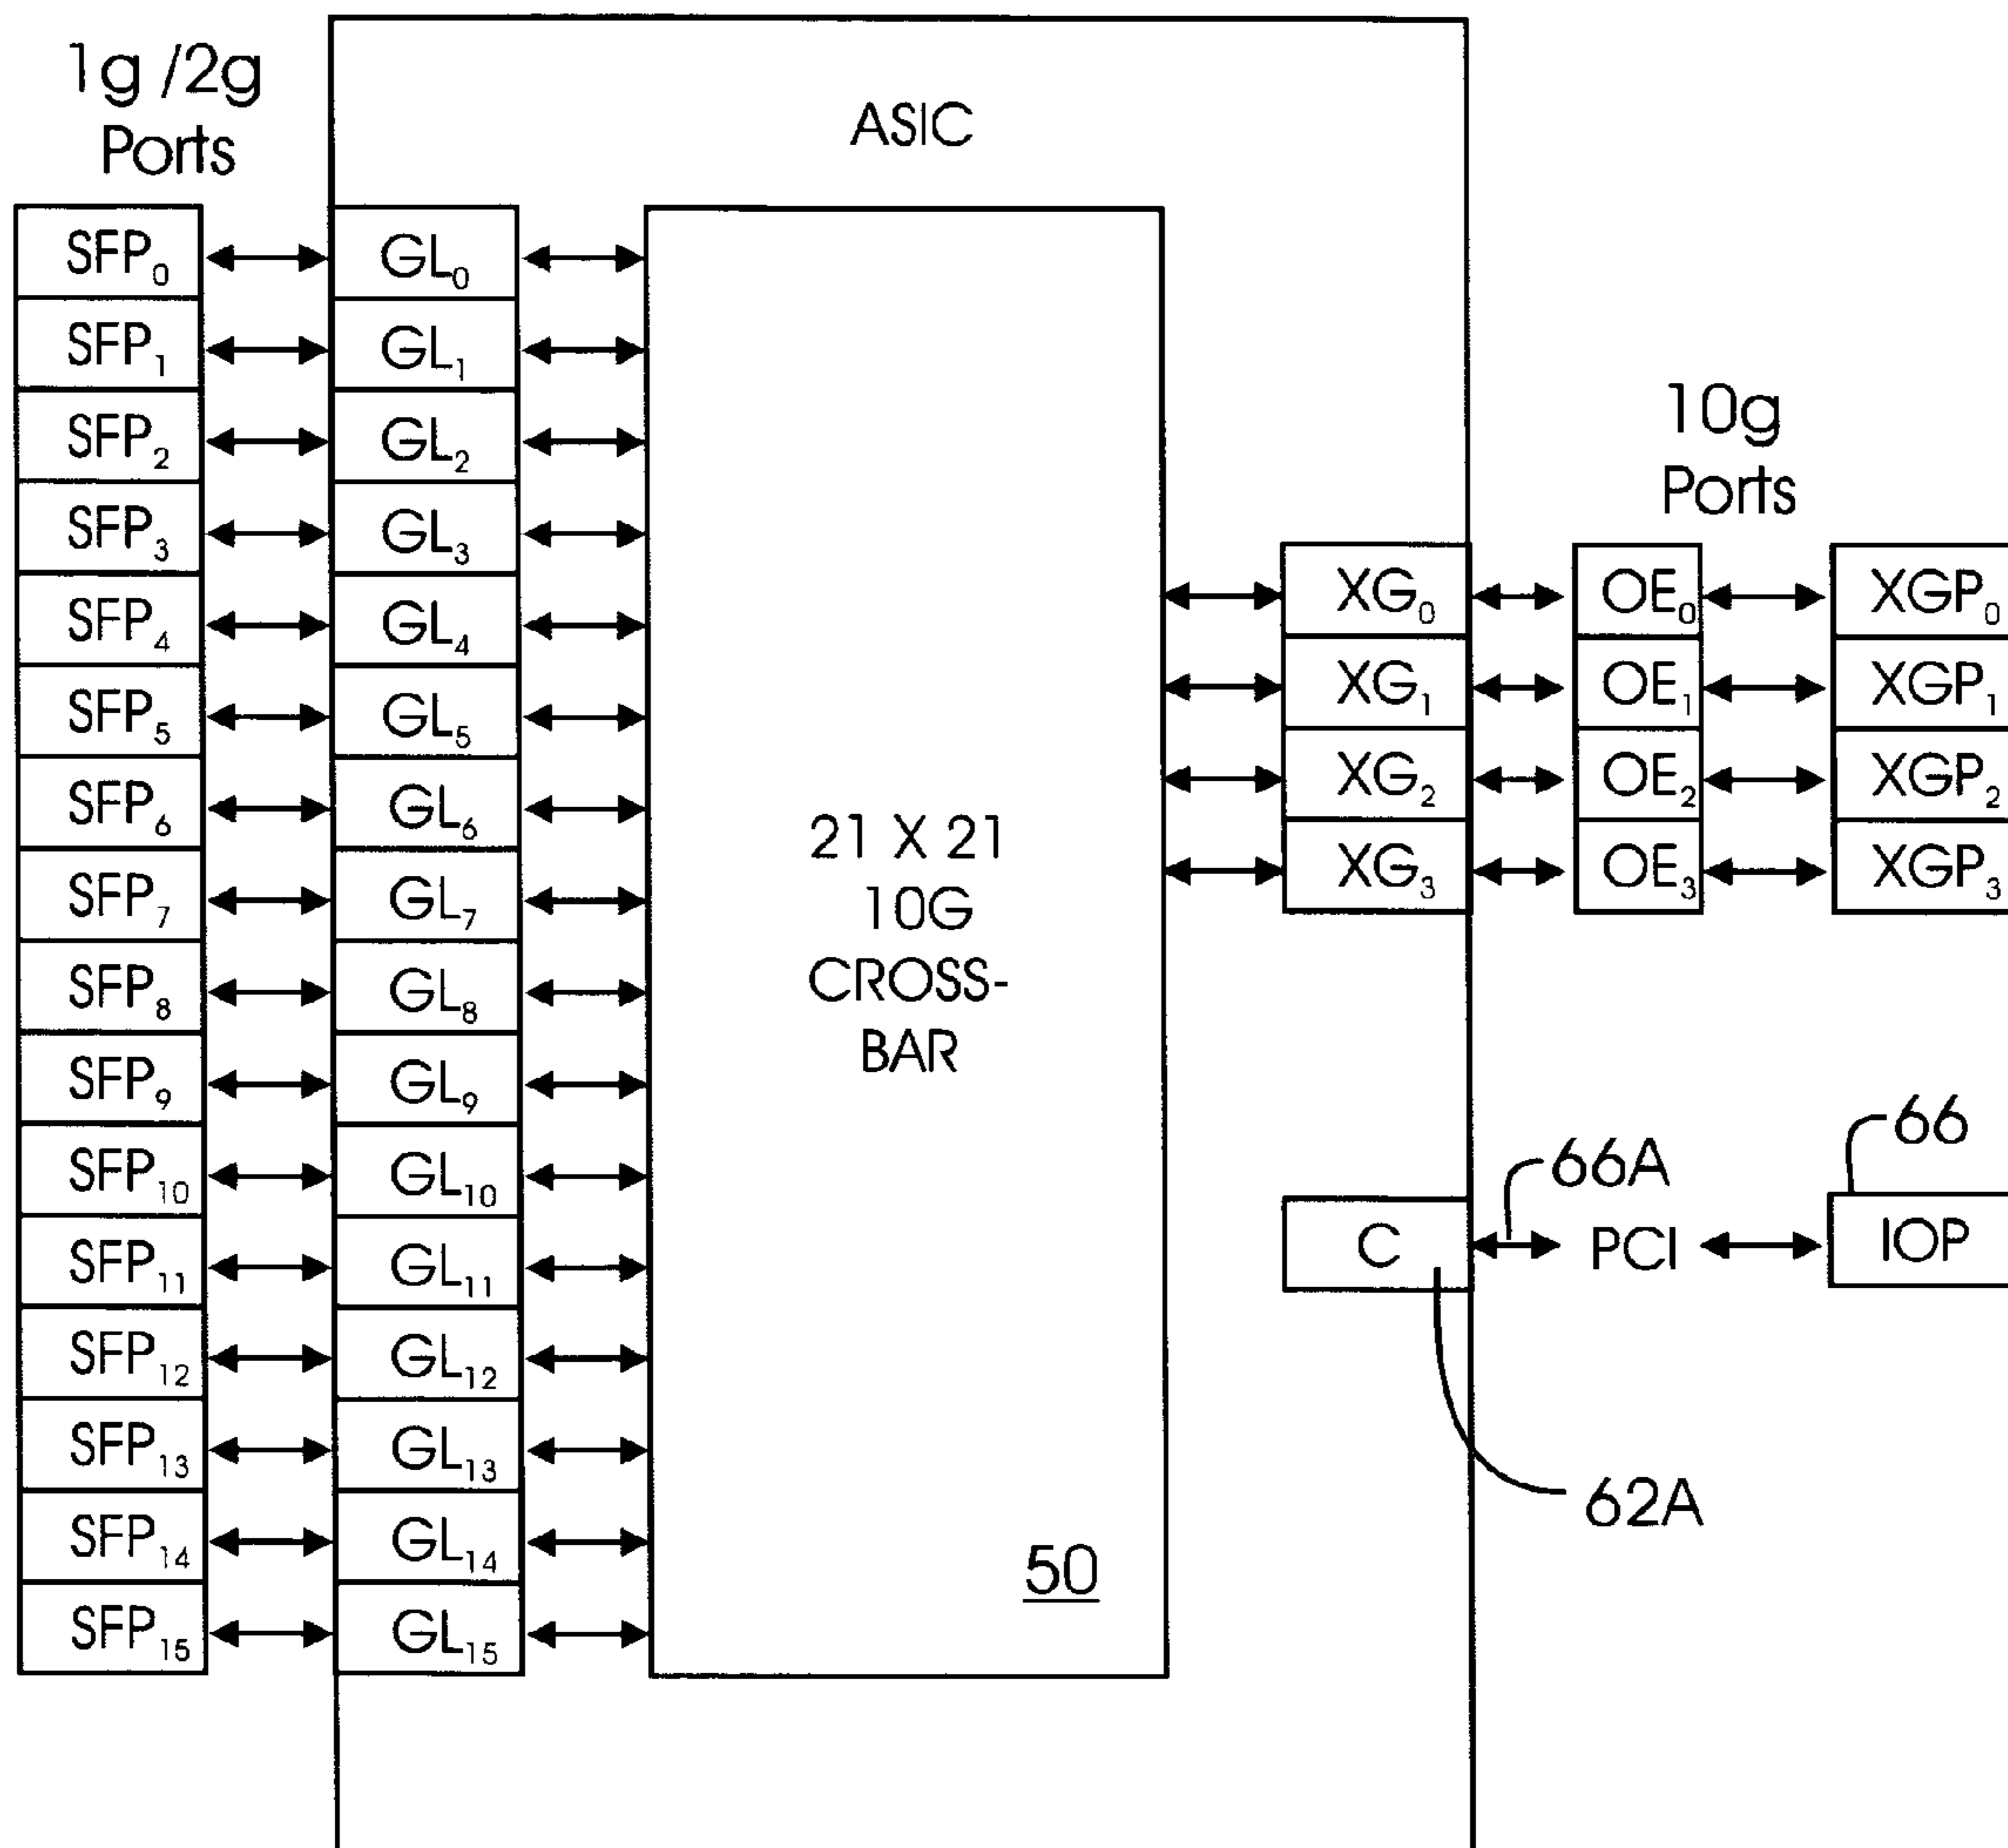 1g /2g
Ports
ASIC
10g
Ports
SFP₀ GL₀
SFP₁ GL₁
SFP₂ GL₂
SFP₃ GL₃
SFP₄ GL₄
SFP₅ GL₅
SFP₆ GL₆
SFP₇ GL₇
SFP₈ GL₈
SFP₉ GL₉
SFP₁₀ GL₁₀
SFP₁₁ GL₁₁
SFP₁₂ GL₁₂
SFP₁₃ GL₁₃
SFP₁₄ GL₁₄
SFP₁₅ GL₁₅
21 X 21
10G
CROSS-
BAR
50
XG₀ OE₀ XGP₀
XG₁ OE₁ XGP₁
XG₂ OE₂ XGP₂
XG₃ OE₃ XGP₃
66A
66
C PCI IOP
62A